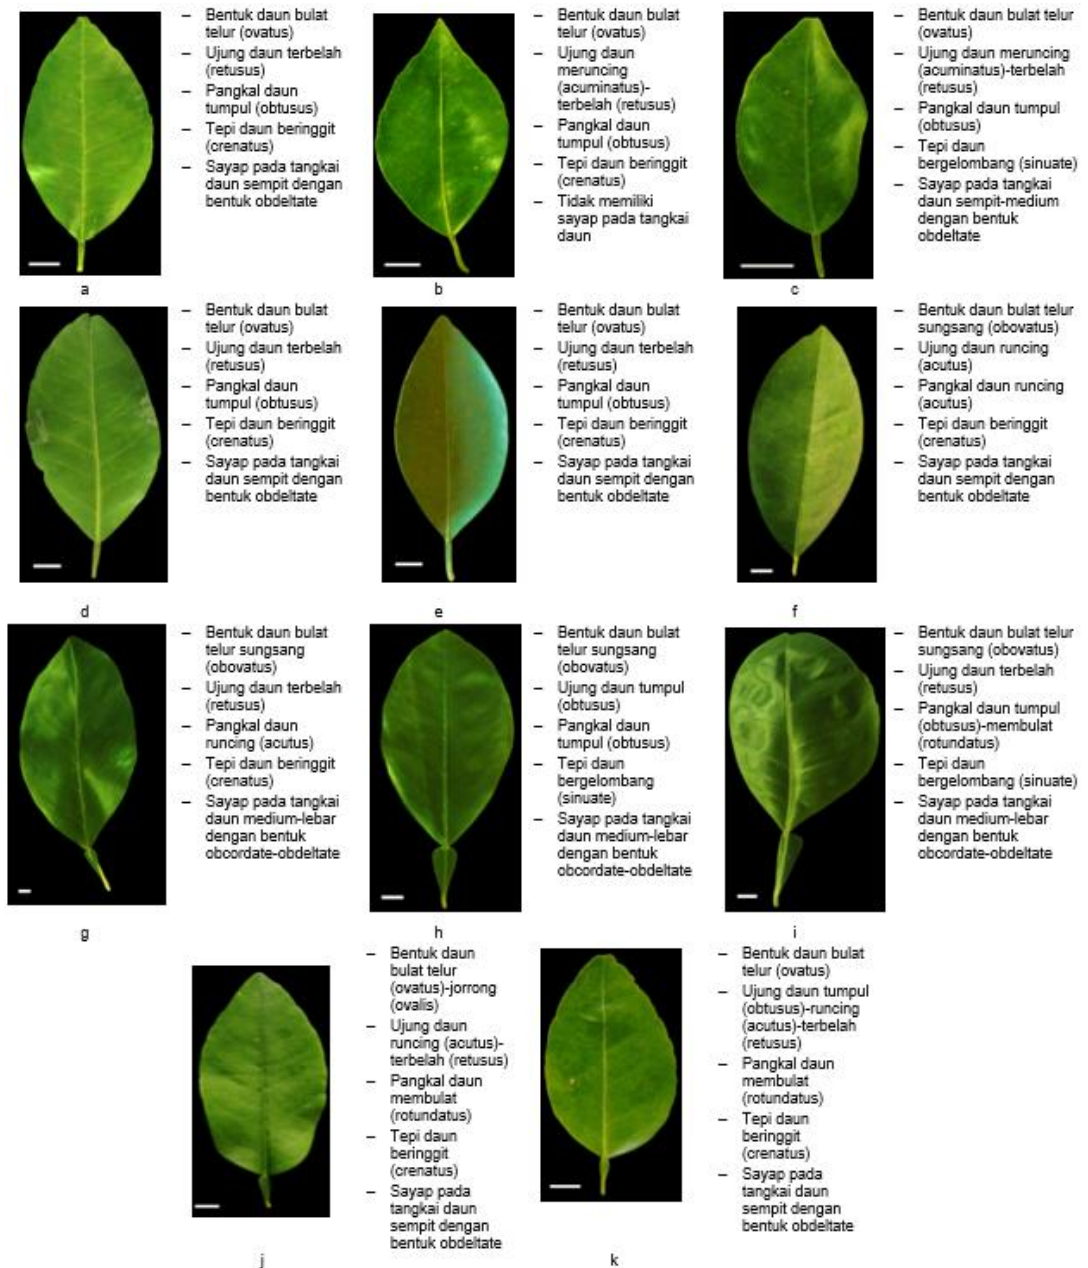 – Bentuk daun bulat
telur (ovatus)
– Ujung daun terbelah
(retusus)
– Pangkal daun
tumpul (obtusus)
– Tepi daun beringgit
(crenatus)
– Sayap pada tangkai
daun sempit dengan
bentuk obdeltate
a
– Bentuk daun bulat
telur (ovatus)
– Ujung daun
meruncing
(acuminatus)-
terbelah (retusus)
– Pangkal daun
tumpul (obtusus)
– Tepi daun beringgit
(crenatus)
– Tidak memiliki
sayap pada tangkai
daun
b
– Bentuk daun bulat telur
(ovatus)
– Ujung daun meruncing
(acuminatus)-terbelah
(retusus)
– Pangkal daun tumpul
(obtusus)
– Tepi daun
bergelombang (sinuate)
– Sayap pada tangkai
daun sempit-medium
dengan bentuk
obdeltate
c
– Bentuk daun bulat
telur (ovatus)
– Ujung daun terbelah
(retusus)
– Pangkal daun
tumpul (obtusus)
– Tepi daun beringgit
(crenatus)
– Sayap pada tangkai
daun sempit dengan
bentuk obdeltate
d
– Bentuk daun bulat
telur (ovatus)
– Ujung daun terbelah
(retusus)
– Pangkal daun
tumpul (obtusus)
– Tepi daun beringgit
(crenatus)
– Sayap pada tangkai
daun sempit dengan
bentuk obdeltate
e
– Bentuk daun bulat telur
sungsang (obovatus)
– Ujung daun runcing
(acutus)
– Pangkal daun runcing
(acutus)
– Tepi daun beringgit
(crenatus)
– Sayap pada tangkai
daun sempit dengan
bentuk obdeltate
f
– Bentuk daun bulat
telur sungsang
(obovatus)
– Ujung daun terbelah
(retusus)
– Pangkal daun
runcing (acutus)
– Tepi daun beringgit
(crenatus)
– Sayap pada tangkai
daun medium-lebar
dengan bentuk
obcordate-obdeltate
g
– Bentuk daun bulat
telur sungsang
(obovatus)
– Ujung daun tumpul
(obtusus)
– Pangkal daun
tumpul (obtusus)
– Tepi daun
bergelombang
(sinuate)
– Sayap pada tangkai
daun medium-lebar
dengan bentuk
obcordate-obdeltate
h
– Bentuk daun bulat telur
sungsang (obovatus)
– Ujung daun terbelah
(retusus)
– Pangkal daun tumpul
(obtusus)-membulat
(rotundatus)
– Tepi daun
bergelombang (sinuate)
– Sayap pada tangkai
daun medium-lebar
dengan bentuk
obcordate-obdeltate
i
– Bentuk daun
bulat telur
(ovatus)-jorrong
(ovalis)
– Ujung daun
runcing (acutus)-
terbelah (retusus)
– Pangkal daun
membulat
(rotundatus)
– Tepi daun
beringgit
(crenatus)
– Sayap pada
tangkai daun
sempit dengan
bentuk obdeltate
j
– Bentuk daun bulat
telur (ovatus)
– Ujung daun tumpul
(obtusus)-runcing
(acutus)-terbelah
(retusus)
– Pangkal daun
membulat
(rotundatus)
– Tepi daun
beringgit
(crenatus)
– Sayap pada
tangkai daun
sempit dengan
bentuk obdeltate
k